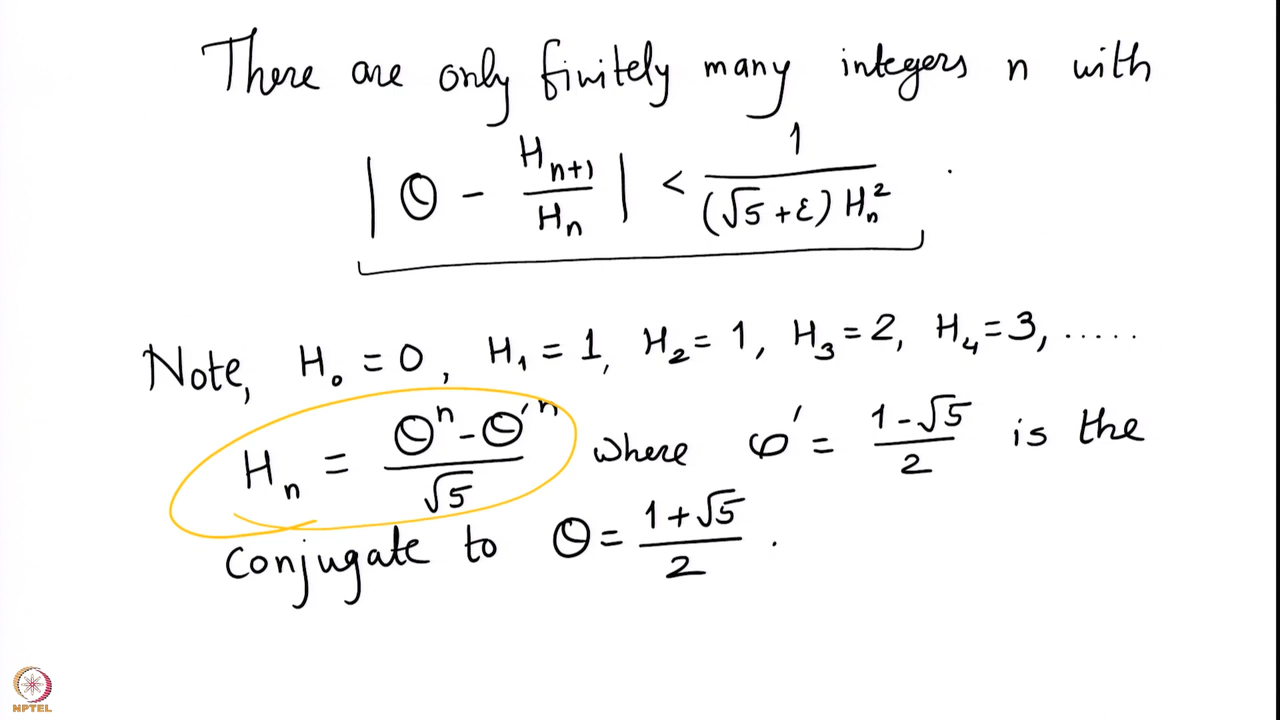 There are only finitely many integers n with
| Θ - H_{n+1}/H_n | < 1/((√5+ε) H_n^2) .
Note, H_0 = 0, H_1 = 1, H_2 = 1, H_3 = 2, H_4 = 3, .....
H_n = (Θ^n - Θ'^n)/√5 where φ' = (1-√5)/2 is the
conjugate to Θ = (1+√5)/2 .
NPTEL